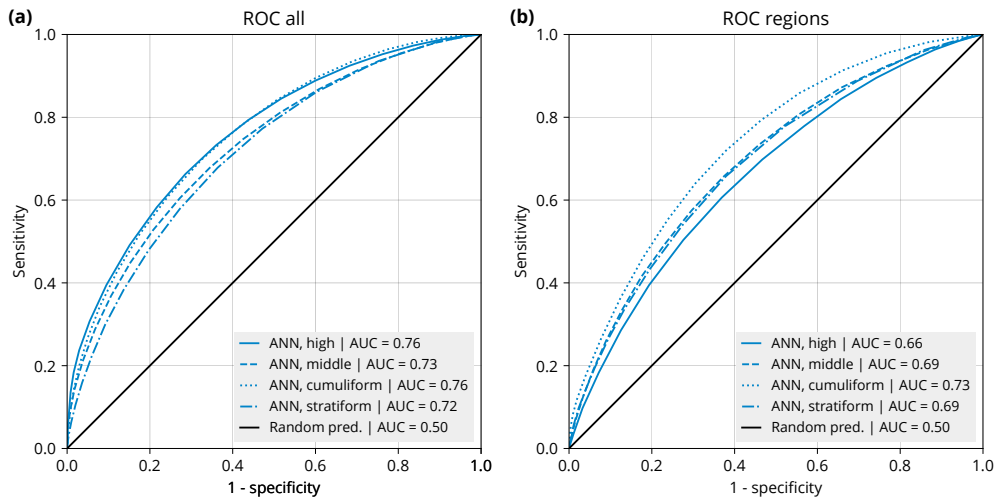 (a) ROC all
1.0
0.8
0.6
0.4
0.2
0.0
Sensitivity
0.0 0.2 0.4 0.6 0.8 1.0
1 - specificity
ANN, high | AUC = 0.76
ANN, middle | AUC = 0.73
ANN, cumuliform | AUC = 0.76
ANN, stratiform | AUC = 0.72
Random pred. | AUC = 0.50
(b) ROC regions
1.0
0.8
0.6
0.4
0.2
0.0
Sensitivity
0.0 0.2 0.4 0.6 0.8 1.0
1 - specificity
ANN, high | AUC = 0.66
ANN, middle | AUC = 0.69
ANN, cumuliform | AUC = 0.73
ANN, stratiform | AUC = 0.69
Random pred. | AUC = 0.50